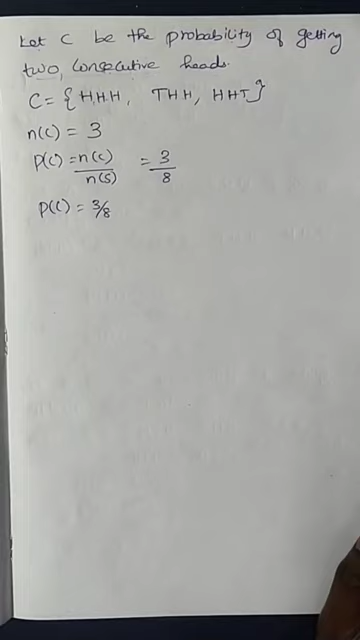 Let C be the probability of getting
two, consecutive heads.
C = { HHH, THH, HHT }
n(c) = 3
P(C) = n(c)/n(s) = 3/8
P(C) = 3/8